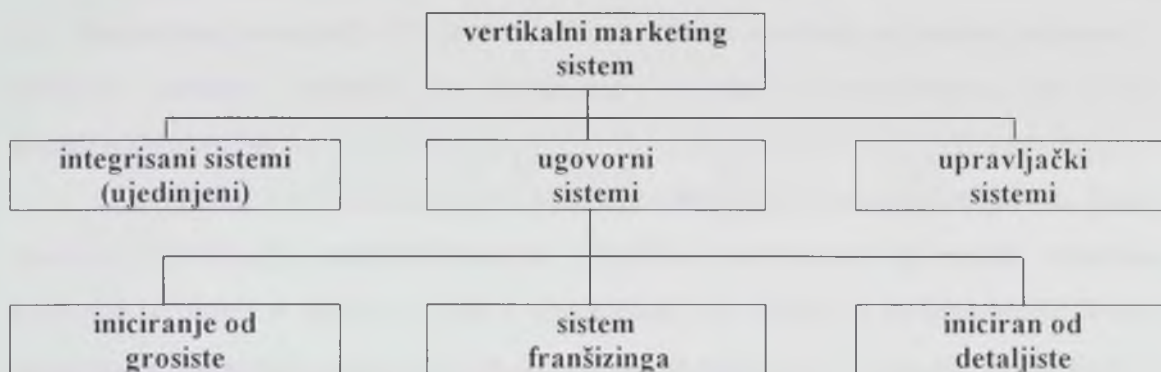 vertikalni marketing
sistem
integrisani sistemi
(ujedinjeni)
ugovorni
sistemi
upravljački
sistemi
iniciranje od
grosiste
sistem
franšizinga
iniciran od
detaljiste